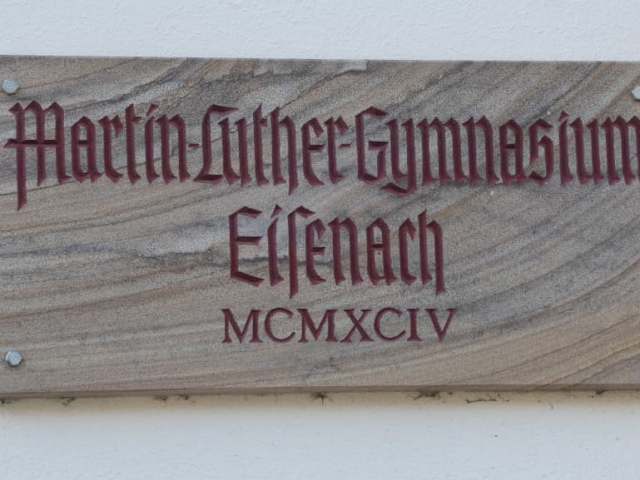 Martin-Luther-Gymnasium
Eiſenach
MCMXCIV